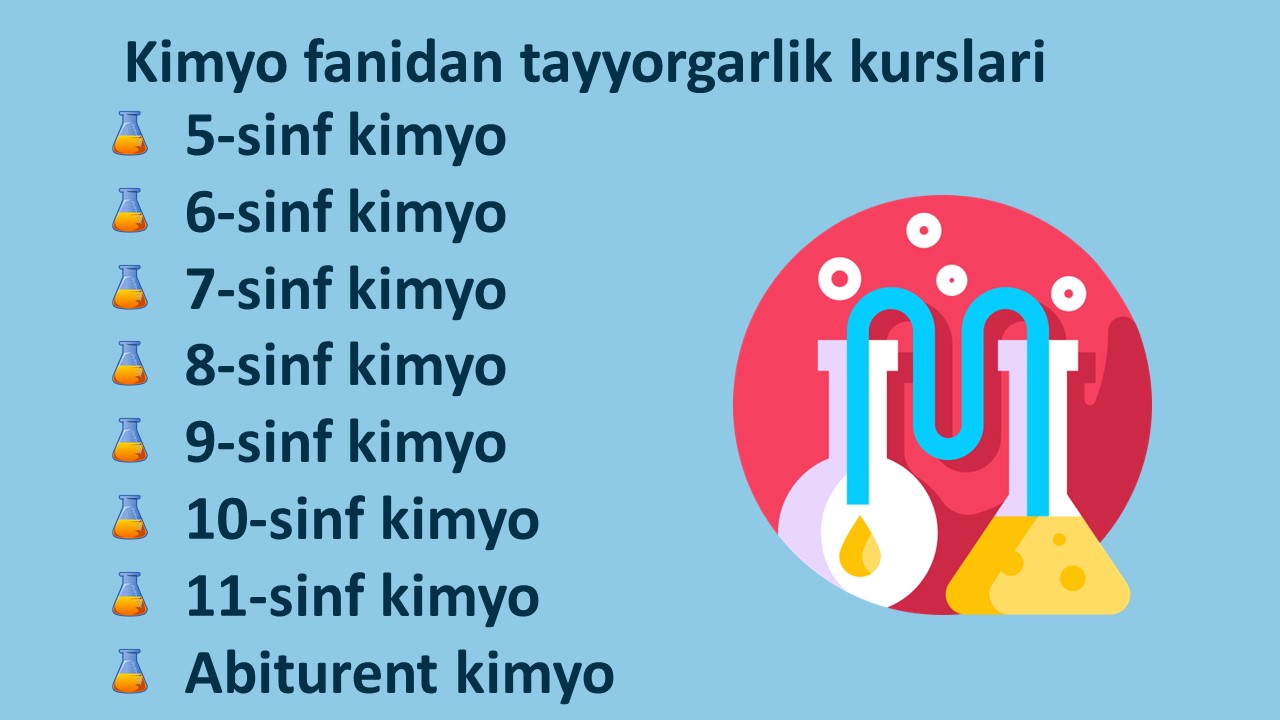 Kimyo fanidan tayyorgarlik kurslari
5-sinf kimyo
6-sinf kimyo
7-sinf kimyo
8-sinf kimyo
9-sinf kimyo
10-sinf kimyo
11-sinf kimyo
Abiturent kimyo